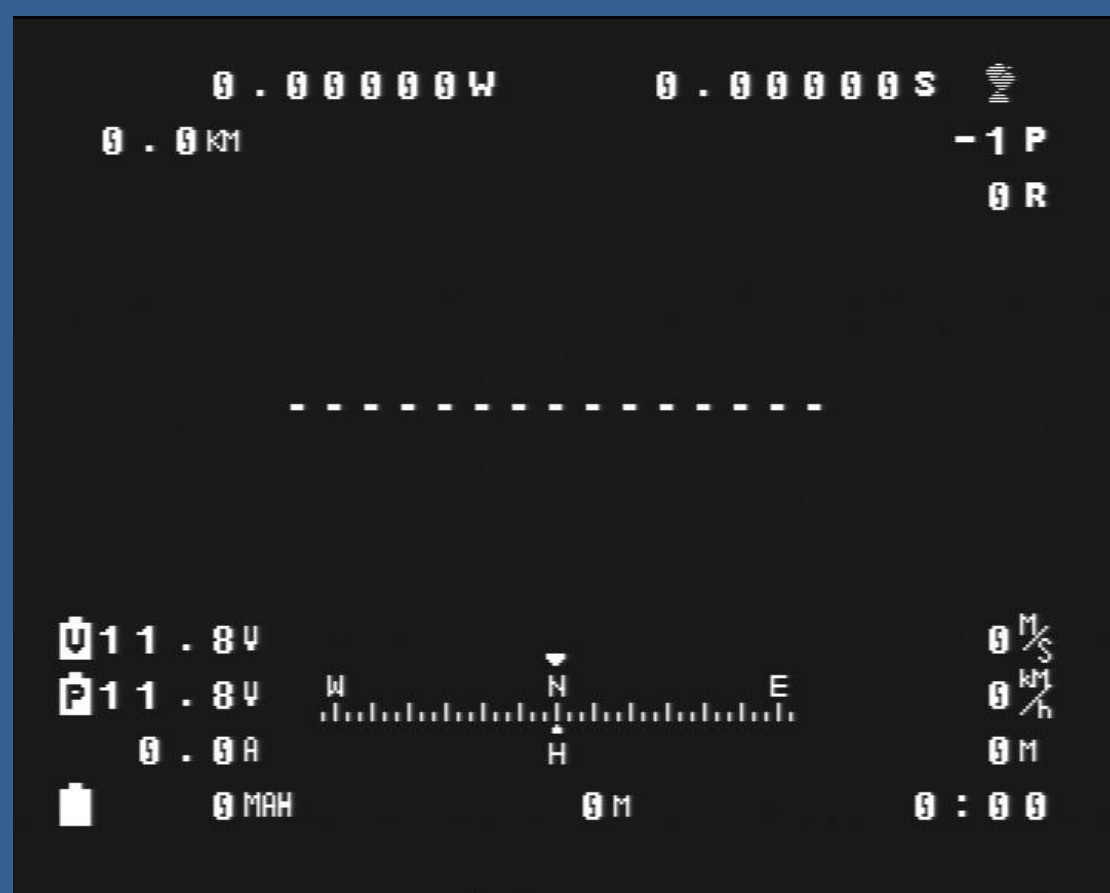 0.00000W 0.00000S
0.0KM -1P
0R
- - - - - - - - - - - - - - -
V11.8V 0M/S
P11.8V W N E 0kM/h
0.0A H 0M
0MAH 0M 0:00